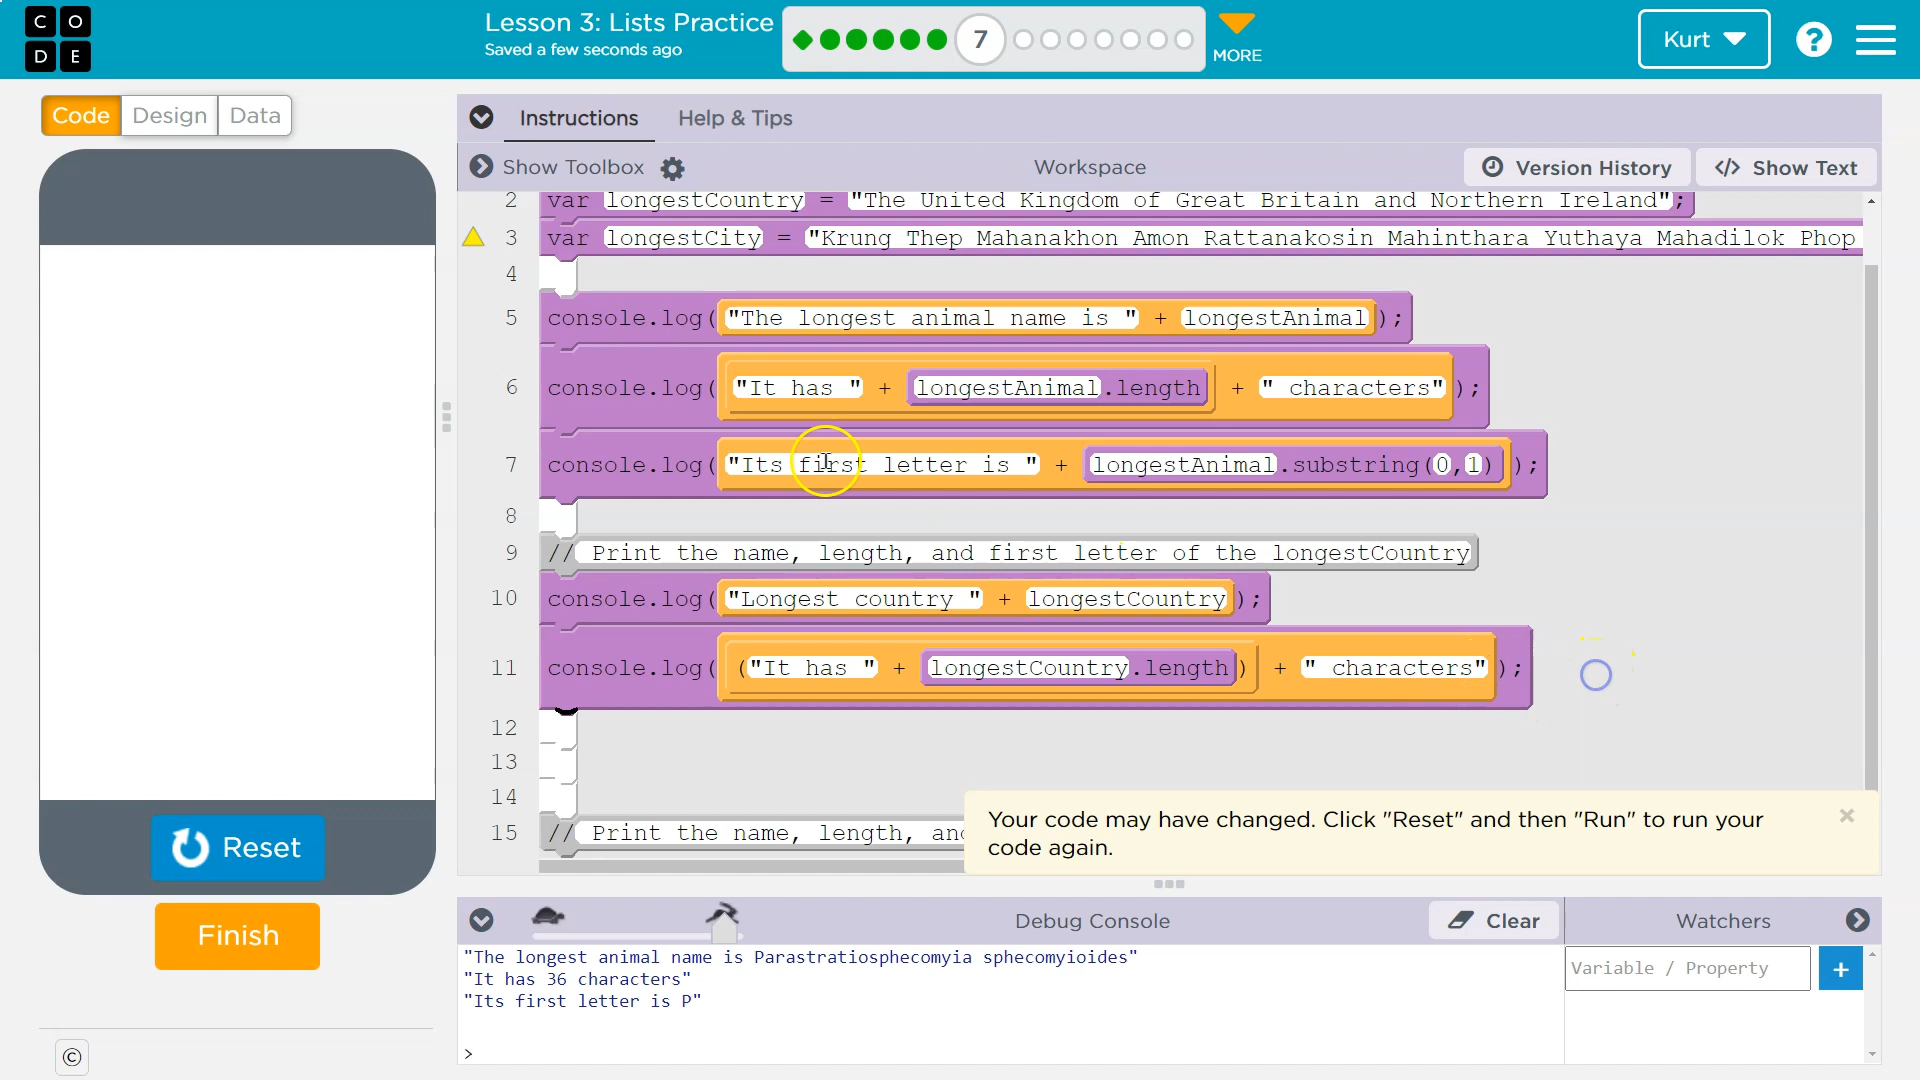 CODE
Lesson 3: Lists Practice
Saved a few seconds ago
7
MORE
Kurt
?
Code
Design
Data
Instructions
Help & Tips
Show Toolbox
Workspace
Version History
</> Show Text
2 var longestCountry = "The United Kingdom of Great Britain and Northern Ireland";
3 var longestCity = "Krung Thep Mahanakhon Amon Rattanakosin Mahinthara Yuthaya Mahadilok Phop
4
5 console.log("The longest animal name is " + longestAnimal);
6 console.log("It has " + longestAnimal.length + " characters");
7 console.log("Its first letter is " + longestAnimal.substring(0,1));
8
9 // Print the name, length, and first letter of the longestCountry
10 console.log("Longest country " + longestCountry);
11 console.log(("It has " + longestCountry.length) + " characters");
12
13
14
15 // Print the name, length, and
Your code may have changed. Click "Reset" and then "Run" to run your
code again.
×
Reset
Finish
©
Debug Console
Clear
Watchers
"The longest animal name is Parastratiosphecomyia sphecomyioides"
"It has 36 characters"
"Its first letter is P"
>
Variable / Property
+